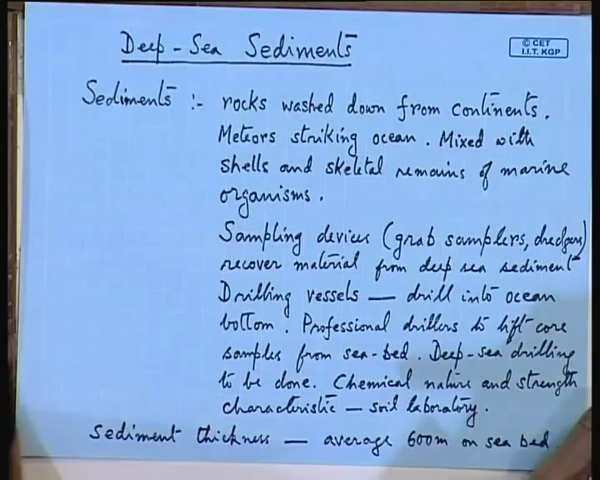 Deep-Sea Sediments
© CET
I.I.T. KGP
Sediments :- rocks washed down from continents.
Meteors striking ocean. Mixed with
shells and skeletal remains of marine
organisms.
Sampling devices (grab samplers, dredgers)
recover material from deep sea sediment
Drilling vessels — drill into ocean
bottom. Professional drillers to lift core
samples from sea-bed. Deep-sea drilling
to be done. Chemical nature and strength
characteristic — soil laboratory.
Sediment thickness — average 600m on sea bed